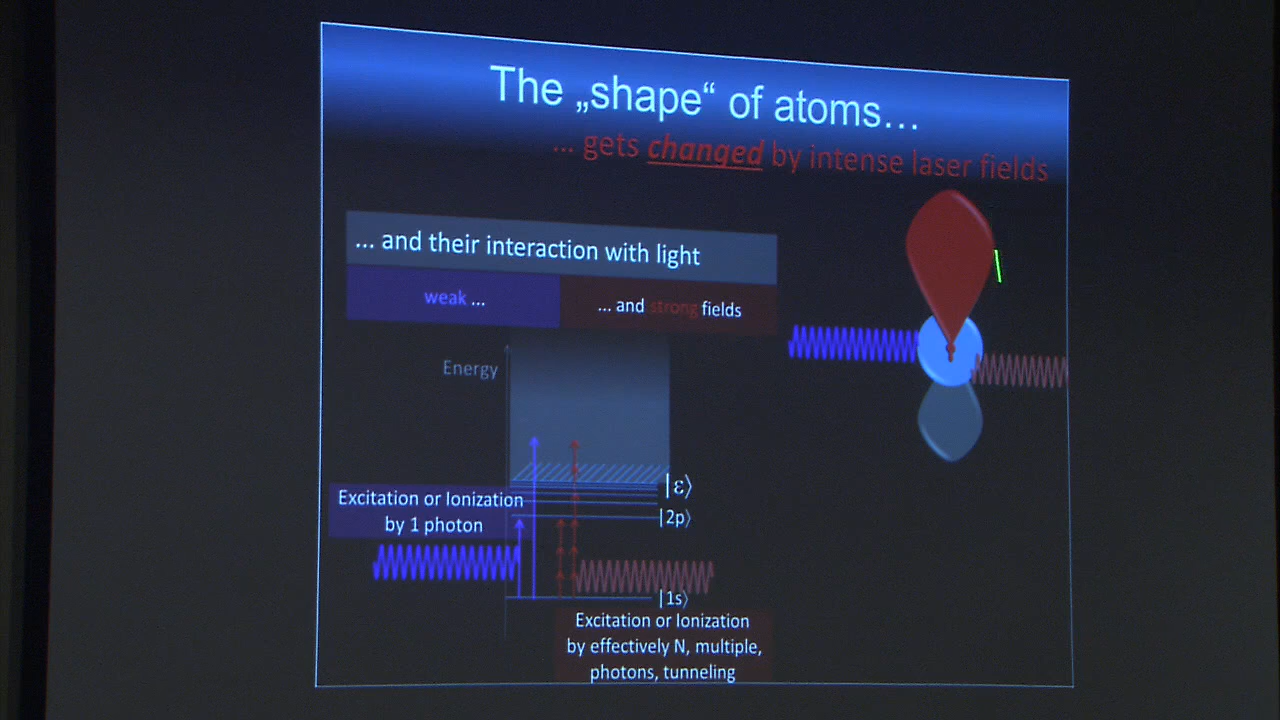 The „shape“ of atoms...
... gets changed by intense laser fields
... and their interaction with light
weak ...
... and strong fields
Energy
|ε⟩
Excitation or Ionization
by 1 photon
|2p⟩
|1s⟩
Excitation or Ionization
by effectively N, multiple,
photons, tunneling